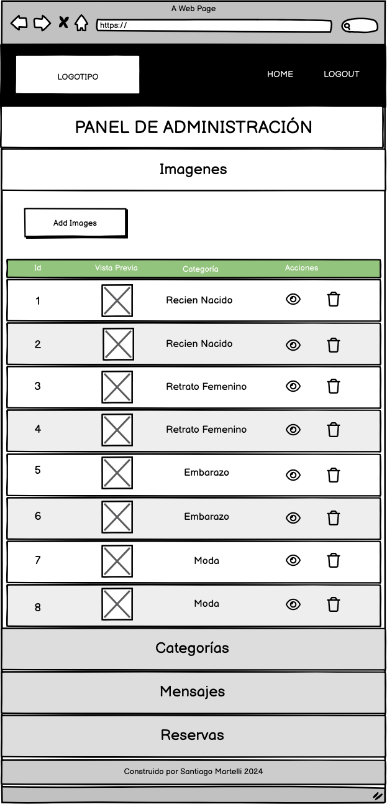 A Web Page
https://
LOGOTIPO
HOME LOGOUT
PANEL DE ADMINISTRACIÓN
Imagenes
Add Images
Id Vista Previa Categoría Acciones
1 Recien Nacido
2 Recien Nacido
3 Retrato Femenino
4 Retrato Femenino
5 Embarazo
6 Embarazo
7 Moda
8 Moda
Categorías
Mensajes
Reservas
Construido por Santiago Martelli 2024